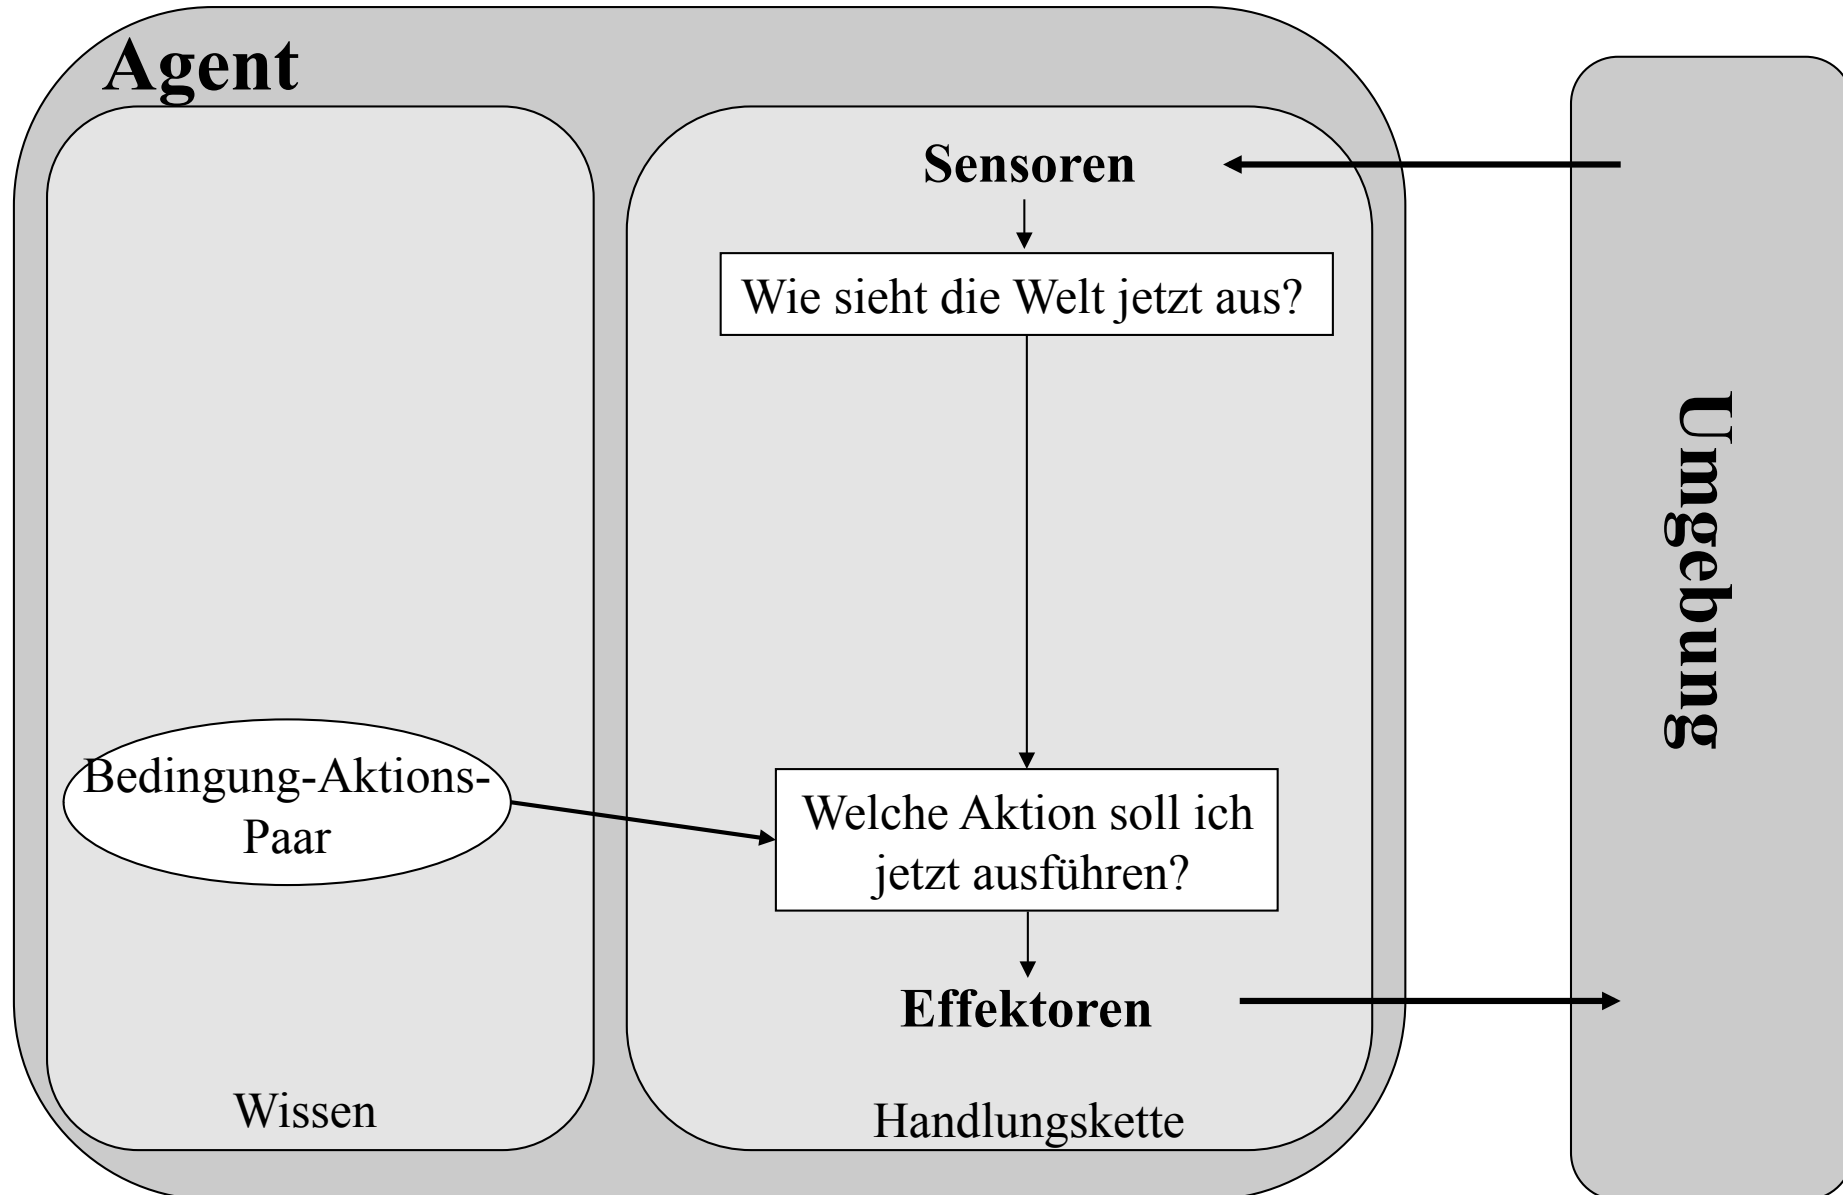 Agent
Sensoren
Wie sieht die Welt jetzt aus?
Umgebung
Bedingung-Aktions-
Paar
Welche Aktion soll ich
jetzt ausführen?
Effektoren
Wissen
Handlungskette